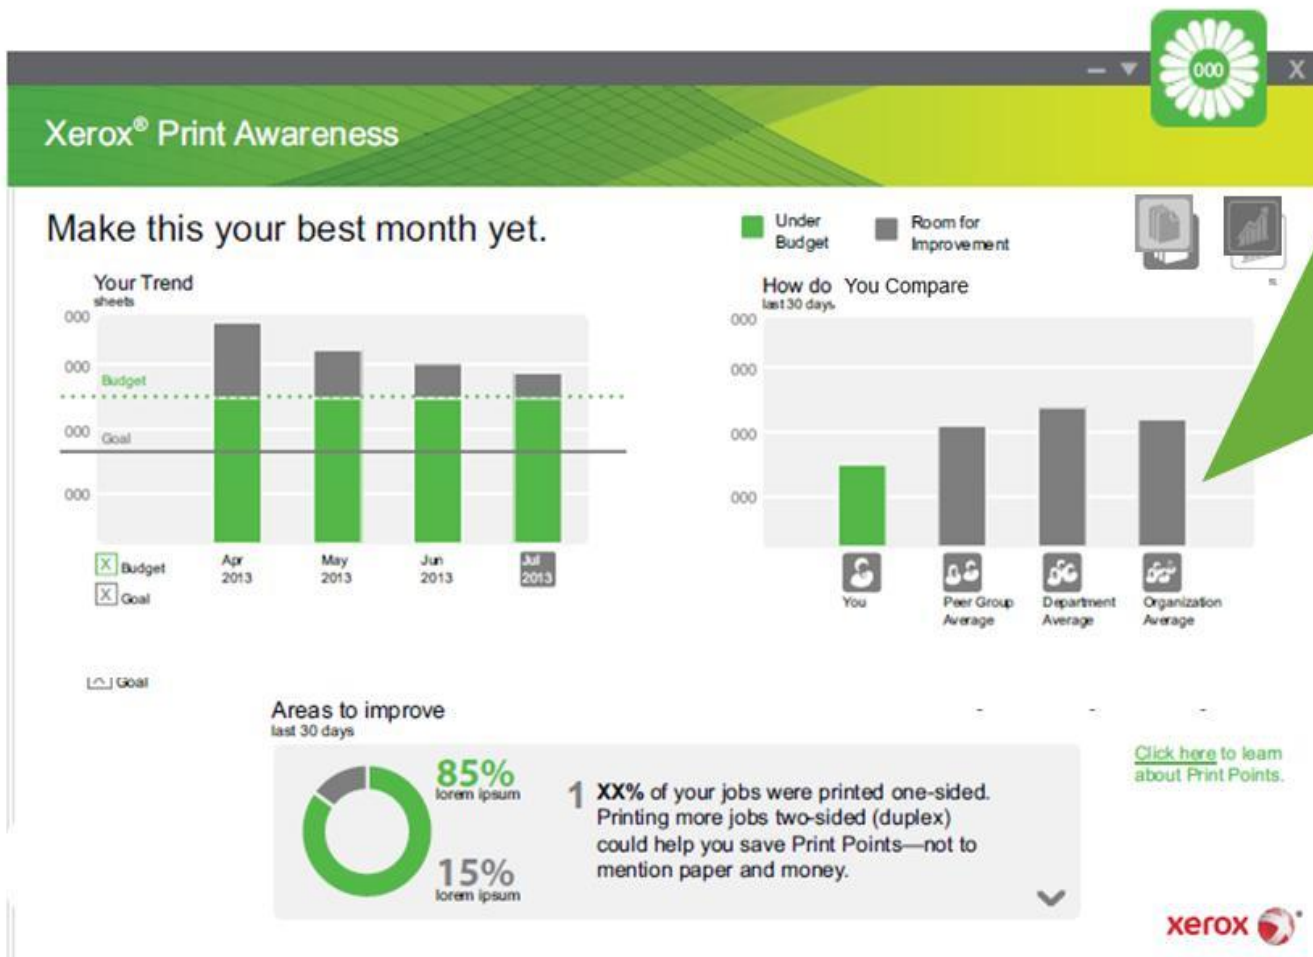 000
X
Xerox® Print Awareness
Make this your best month yet.
Under
Budget
Room for
Improvement
Your Trend
sheets
000
000
Budget
000
Goal
000
X Budget
X Goal
Apr
2013
May
2013
Jun
2013
Jul
2013
How do You Compare
last 30 days
000
000
000
000
You
Peer Group
Average
Department
Average
Organization
Average
Goal
Areas to improve
last 30 days
85%
lorem ipsum
15%
lorem ipsum
1 XX% of your jobs were printed one-sided.
Printing more jobs two-sided (duplex)
could help you save Print Points—not to
mention paper and money.
Click here to learn
about Print Points.
xerox